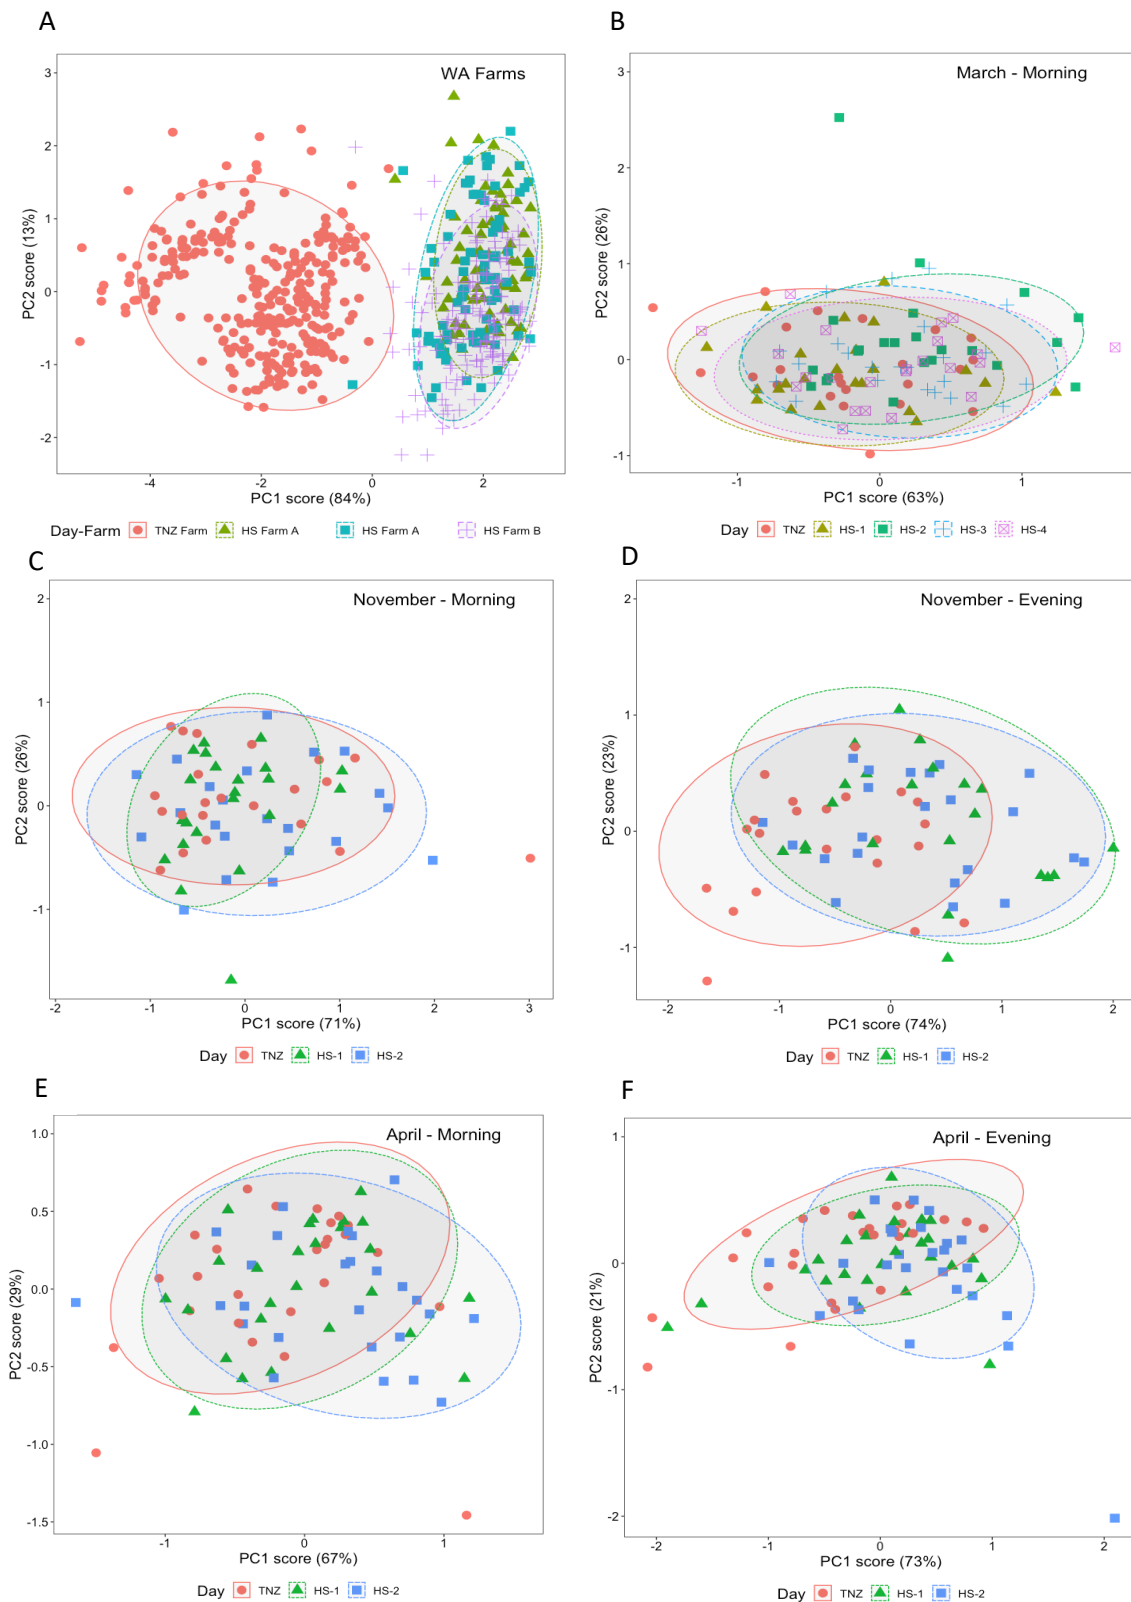 A
WA Farms
3
2
1
0
-1
-2
PC2 score (13%)
-4
-2
0
2
PC1 score (84%)
Day-Farm TNZ Farm HS Farm A HS Farm A HS Farm B
B
March - Morning
3
2
1
0
-1
PC2 score (26%)
-1
0
1
PC1 score (63%)
Day TNZ HS-1 HS-2 HS-3 HS-4
C
November - Morning
2
1
0
-1
PC2 score (26%)
-2
-1
0
1
2
3
PC1 score (71%)
Day TNZ HS-1 HS-2
D
November - Evening
2
1
0
-1
PC2 score (23%)
-2
-1
0
1
2
PC1 score (74%)
Day TNZ HS-1 HS-2
E
April - Morning
1.0
0.5
0.0
-0.5
-1.0
-1.5
PC2 score (29%)
-1
0
1
PC1 score (67%)
Day TNZ HS-1 HS-2
F
April - Evening
1
0
-1
-2
PC2 score (21%)
-2
-1
0
1
2
PC1 score (73%)
Day TNZ HS-1 HS-2